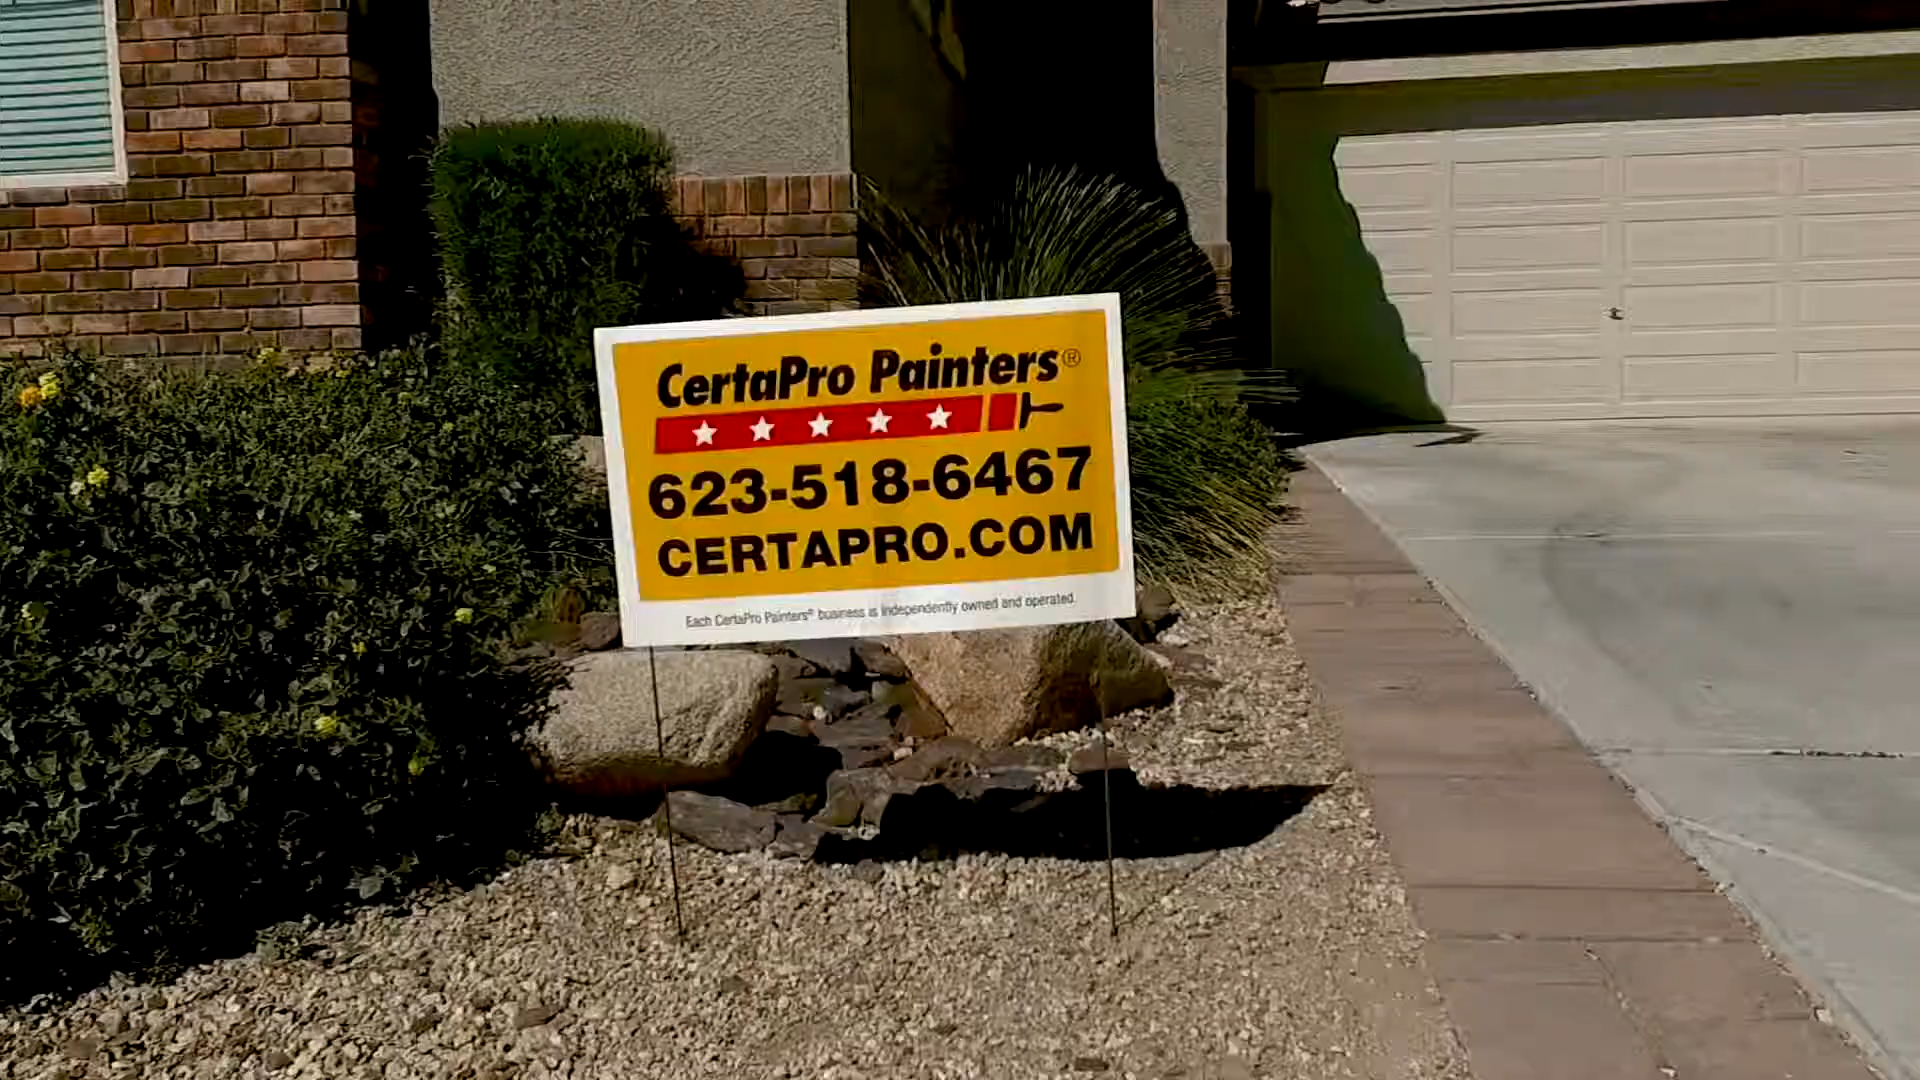 CertaPro Painters®
623-518-6467
CERTAPRO.COM
Each CertaPro Painters® business is independently owned and operated.